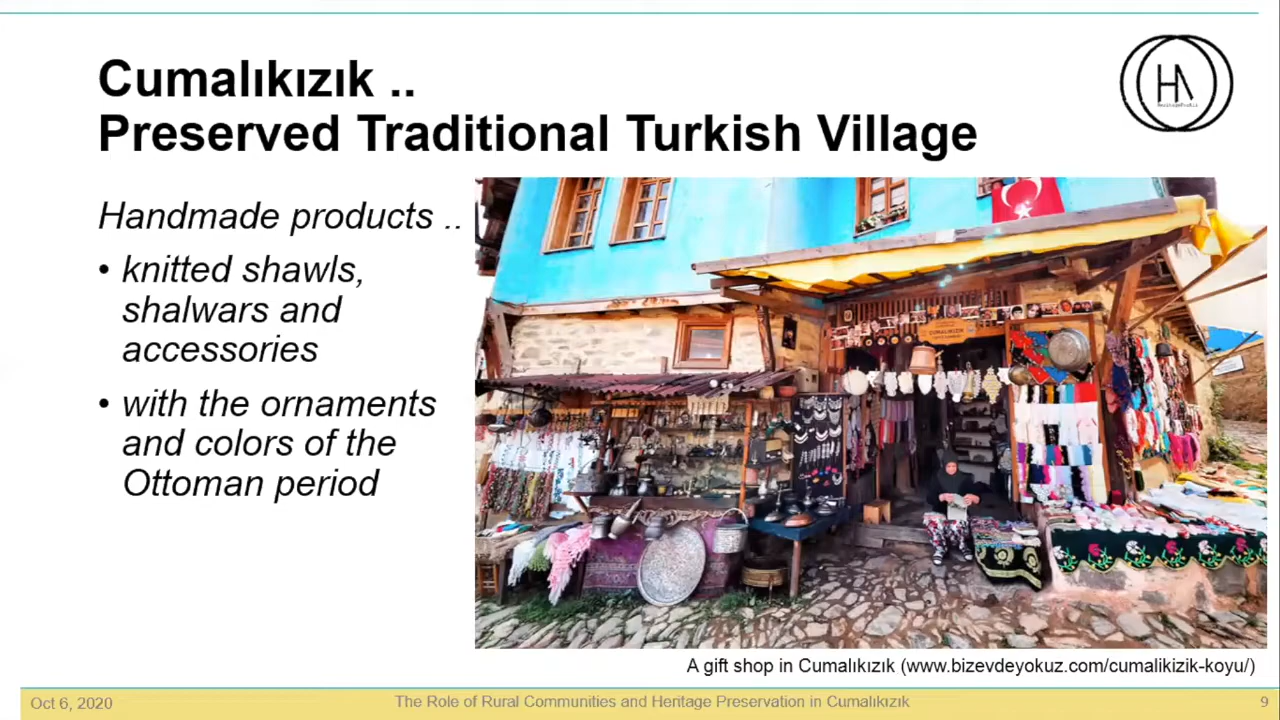 Cumalıkızık ..
Preserved Traditional Turkish Village
HA
Handmade products ..
• knitted shawls,
shalwars and
accessories
• with the ornaments
and colors of the
Ottoman period
CUMALIKIZIK
A gift shop in Cumalıkızık (www.bizevdeyokuz.com/cumalikizik-koyu/)
Oct 6, 2020
The Role of Rural Communities and Heritage Preservation in Cumalıkızık
9